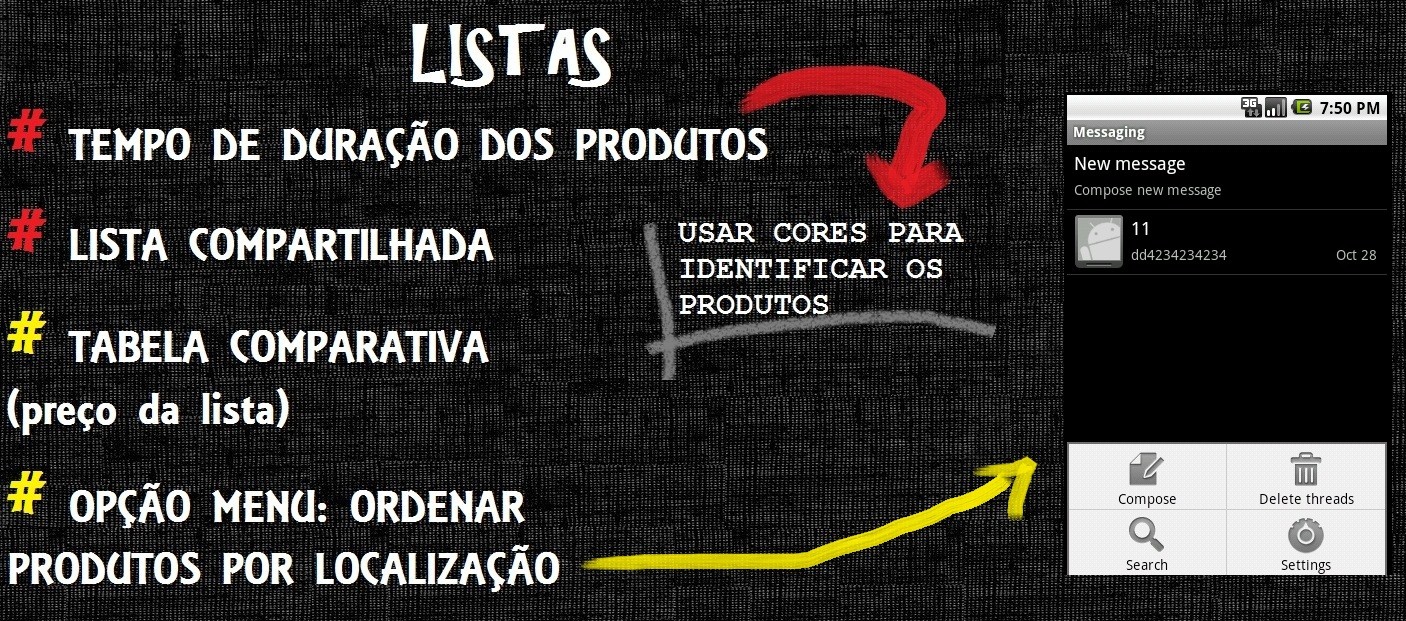 LISTAS
# TEMPO DE DURAÇÃO DOS PRODUTOS
# LISTA COMPARTILHADA
# TABELA COMPARATIVA
(preço da lista)
# OPÇÃO MENU: ORDENAR
PRODUTOS POR LOCALIZAÇÃO
USAR CORES PARA
IDENTIFICAR OS
PRODUTOS
3G 7:50 PM
Messaging
New message
Compose new message
11
dd4234234234 Oct 28
Compose Delete threads
Search Settings